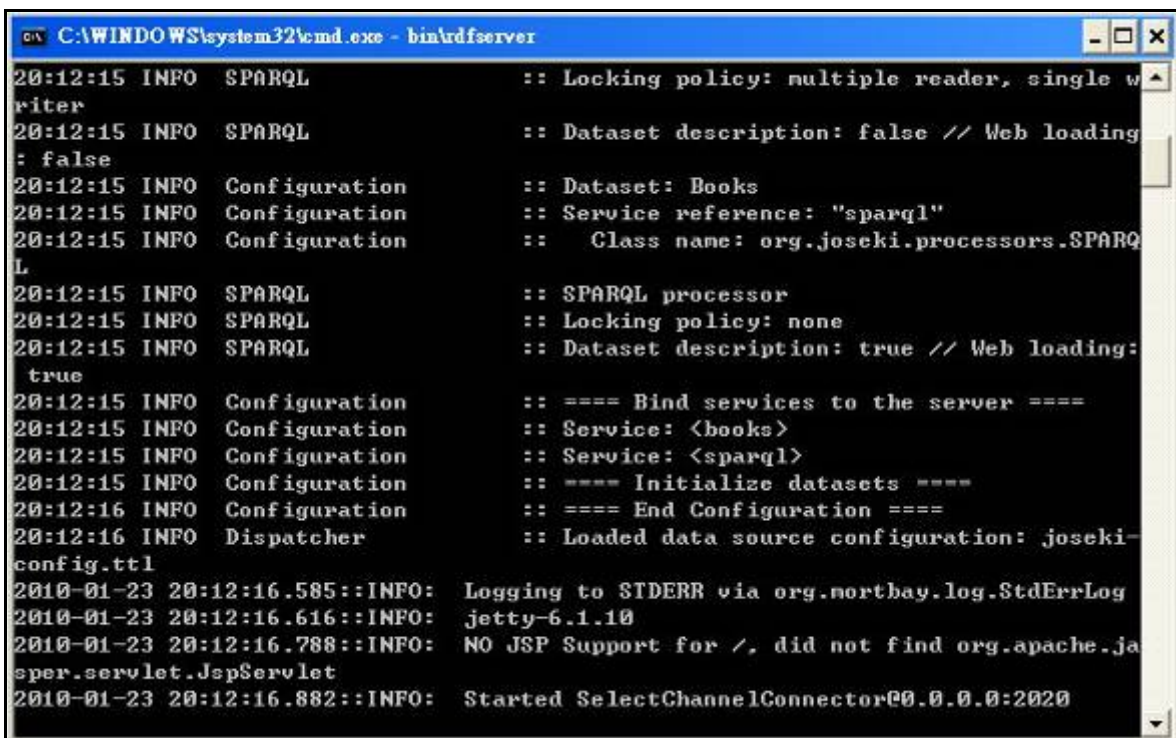 C:\WINDOWS\system32\cmd.exe - bin\rdfserver
20:12:15 INFO  SPARQL               :: Locking policy: multiple reader, single w
riter
20:12:15 INFO  SPARQL               :: Dataset description: false // Web loading
: false
20:12:15 INFO  Configuration        :: Dataset: Books
20:12:15 INFO  Configuration        :: Service reference: "sparql"
20:12:15 INFO  Configuration        ::   Class name: org.joseki.processors.SPARQ
L
20:12:15 INFO  SPARQL               :: SPARQL processor
20:12:15 INFO  SPARQL               :: Locking policy: none
20:12:15 INFO  SPARQL               :: Dataset description: true // Web loading:
 true
20:12:15 INFO  Configuration        :: ==== Bind services to the server ====
20:12:15 INFO  Configuration        :: Service: <books>
20:12:15 INFO  Configuration        :: Service: <sparql>
20:12:15 INFO  Configuration        :: ==== Initialize datasets ====
20:12:16 INFO  Configuration        :: ==== End Configuration ====
20:12:16 INFO  Dispatcher           :: Loaded data source configuration: joseki-
config.ttl
2010-01-23 20:12:16.585::INFO:  Logging to STDERR via org.mortbay.log.StdErrLog
2010-01-23 20:12:16.616::INFO:  jetty-6.1.10
2010-01-23 20:12:16.788::INFO:  NO JSP Support for /, did not find org.apache.ja
sper.servlet.JspServlet
2010-01-23 20:12:16.882::INFO:  Started SelectChannelConnector@0.0.0.0:2020